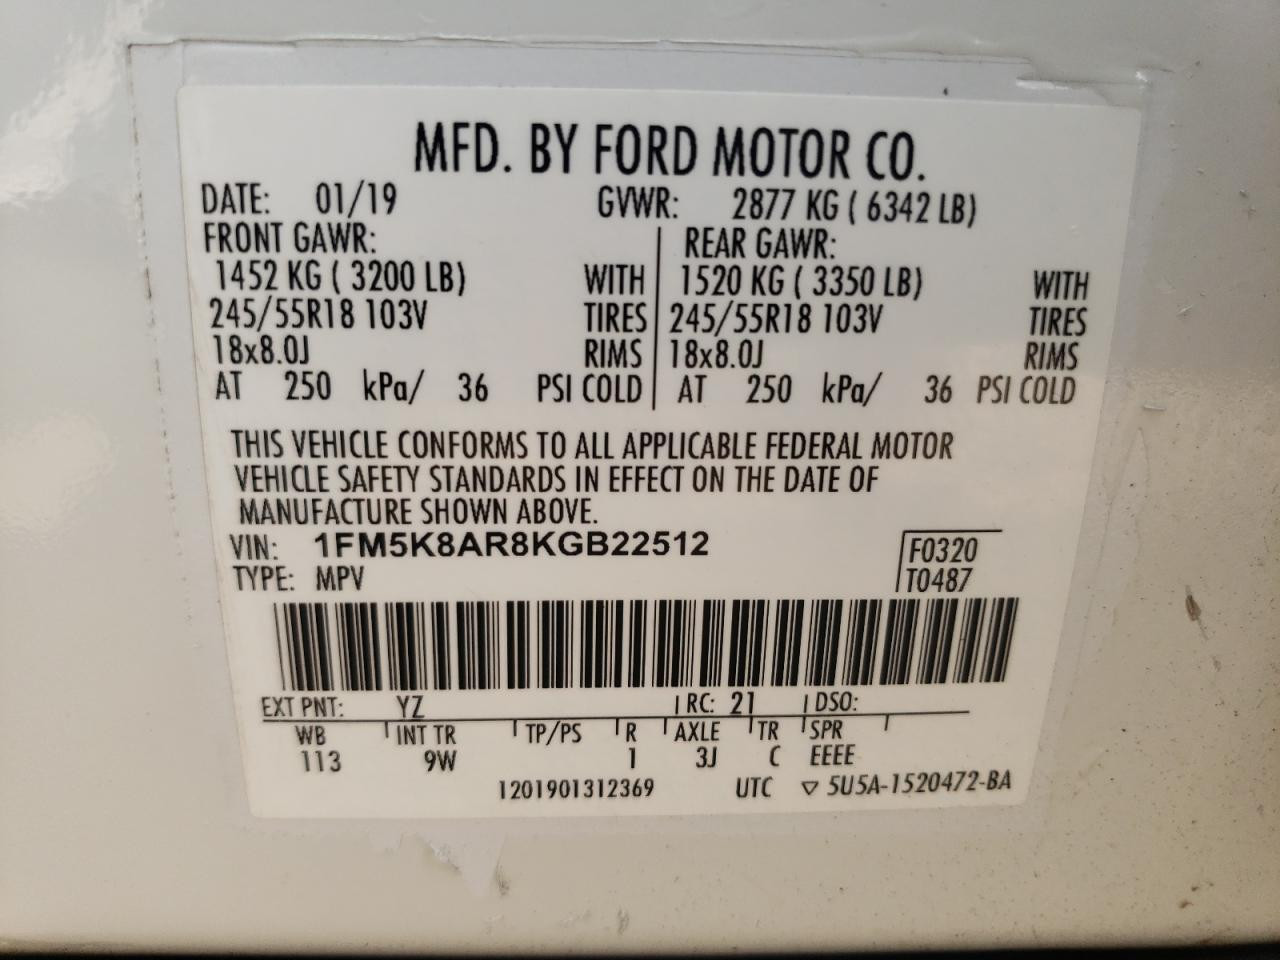 MFD. BY FORD MOTOR CO.
DATE: 01/19 GVWR: 2877 KG ( 6342 LB)
FRONT GAWR: REAR GAWR:
1452 KG ( 3200 LB) WITH 1520 KG ( 3350 LB) WITH
245/55R18 103V TIRES 245/55R18 103V TIRES
18x8.0J RIMS 18x8.0J RIMS
AT 250 kPa/ 36 PSI COLD AT 250 kPa/ 36 PSI COLD
THIS VEHICLE CONFORMS TO ALL APPLICABLE FEDERAL MOTOR
VEHICLE SAFETY STANDARDS IN EFFECT ON THE DATE OF
MANUFACTURE SHOWN ABOVE.
VIN: 1FM5K8AR8KGB22512 F0320
TYPE: MPV T0487
EXT PNT: YZ RC: 21 DSO:
WB INT TR TP/PS R AXLE TR SPR
113 9W 1 3J C EEEE
1201901312369 UTC ▽ 5U5A-1520472-BA